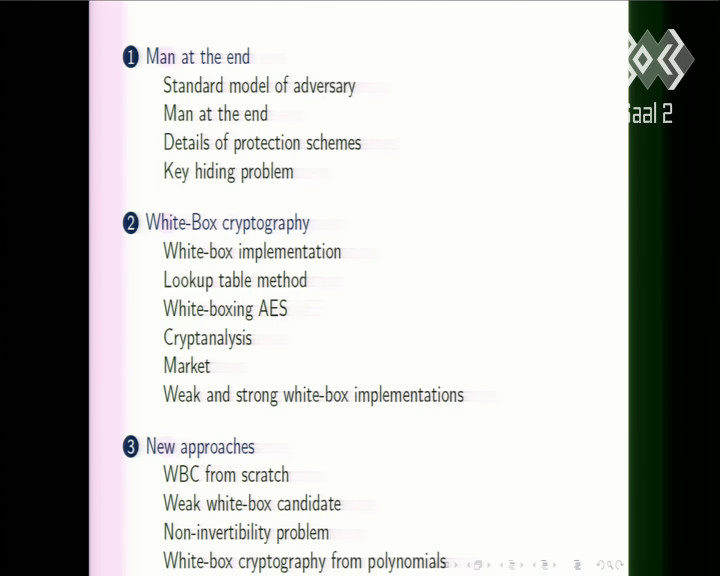 1 Man at the end
Standard model of adversary
Man at the end
Details of protection schemes
Key hiding problem
2 White-Box cryptography
White-box implementation
Lookup table method
White-boxing AES
Cryptanalysis
Market
Weak and strong white-box implementations
3 New approaches
WBC from scratch
Weak white-box candidate
Non-invertibility problem
White-box cryptography from polynomials
Saal 2